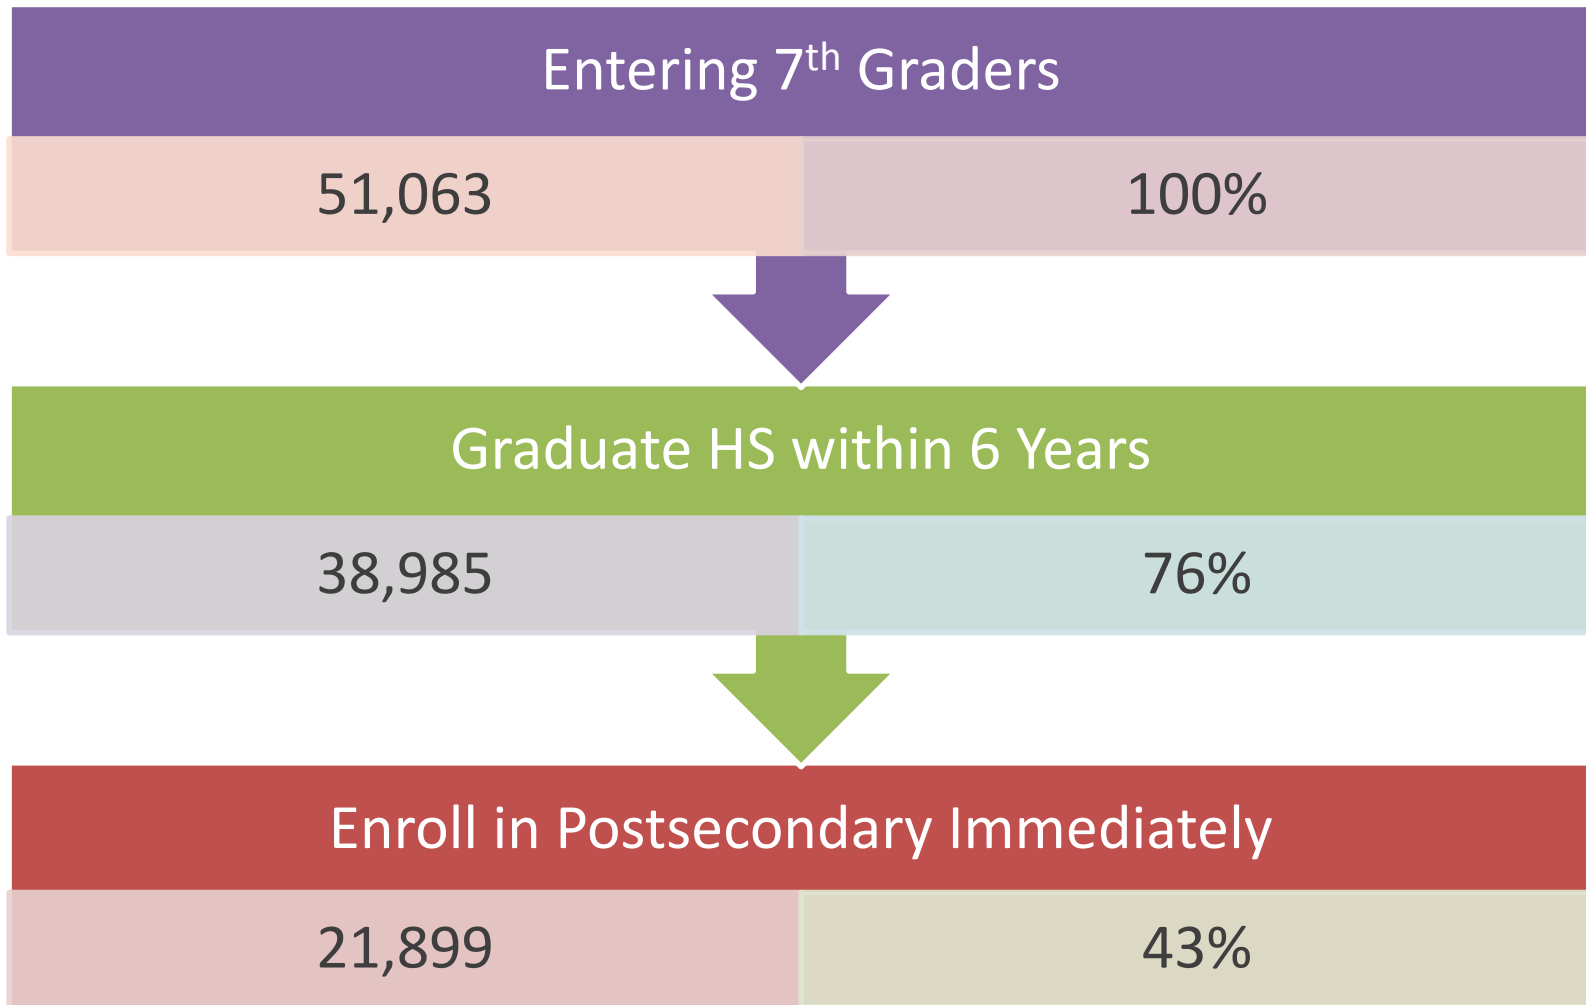 Entering 7th Graders
51,063 100%
Graduate HS within 6 Years
38,985 76%
Enroll in Postsecondary Immediately
21,899 43%